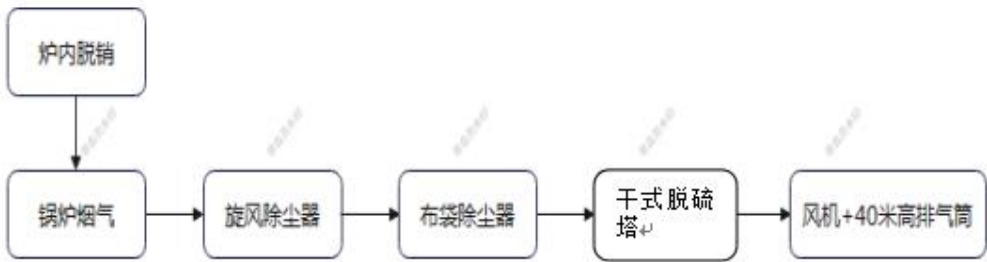 炉内脱销
锅炉烟气
旋风除尘器
布袋除尘器
干式脱硫
塔
风机+40米高排气筒